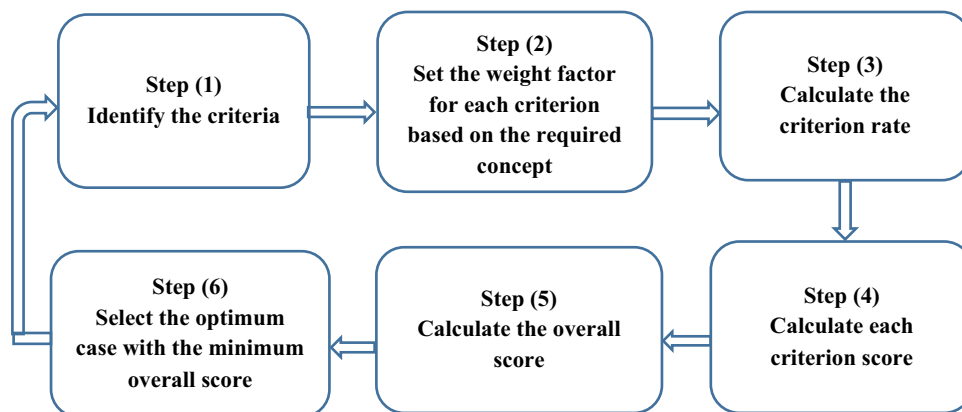 Step (1)
Identify the criteria
Step (2)
Set the weight factor
for each criterion
based on the required
concept
Step (3)
Calculate the
criterion rate
Step (4)
Calculate each
criterion score
Step (5)
Calculate the overall
score
Step (6)
Select the optimum
case with the minimum
overall score